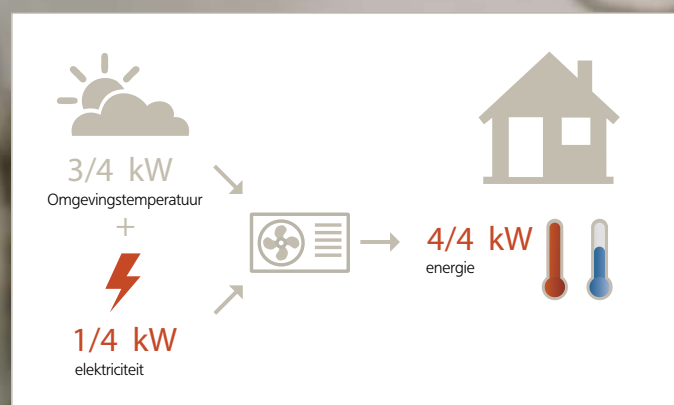 3/4 kW
Omgevingstemperatuur
+
1/4 kW
elektriciteit
4/4 kW
energie